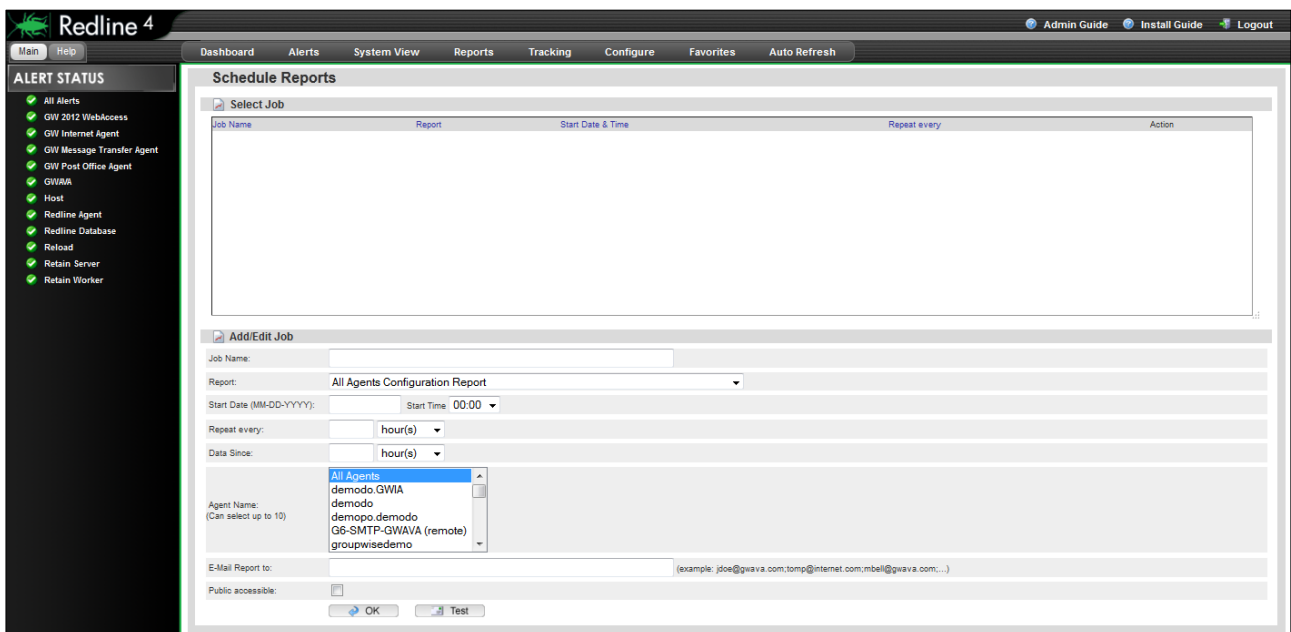 Redline 4
Admin Guide Install Guide Logout
Main Help
Dashboard Alerts System View Reports Tracking Configure Favorites Auto Refresh
ALERT STATUS
All Alerts
GW 2012 WebAccess
GW Internet Agent
GW Message Transfer Agent
GW Post Office Agent
GWAVA
Host
Redline Agent
Redline Database
Reload
Retain Server
Retain Worker
Schedule Reports
Select Job
Job Name Report Start Date & Time Repeat every Action
Add/Edit Job
Job Name:
Report: All Agents Configuration Report
Start Date (MM-DD-YYYY): Start Time 00:00
Repeat every: hour(s)
Data Since: hour(s)
Agent Name:
(Can select up to 10)
All Agents
demodo.GWIA
demodo
demopo.demodo
G6-SMTP-GWAVA (remote)
groupwisedemo
E-Mail Report to: (example: jdoe@gwava.com;tomp@internet.com;mbell@gwava.com;...)
Public accessible:
OK Test